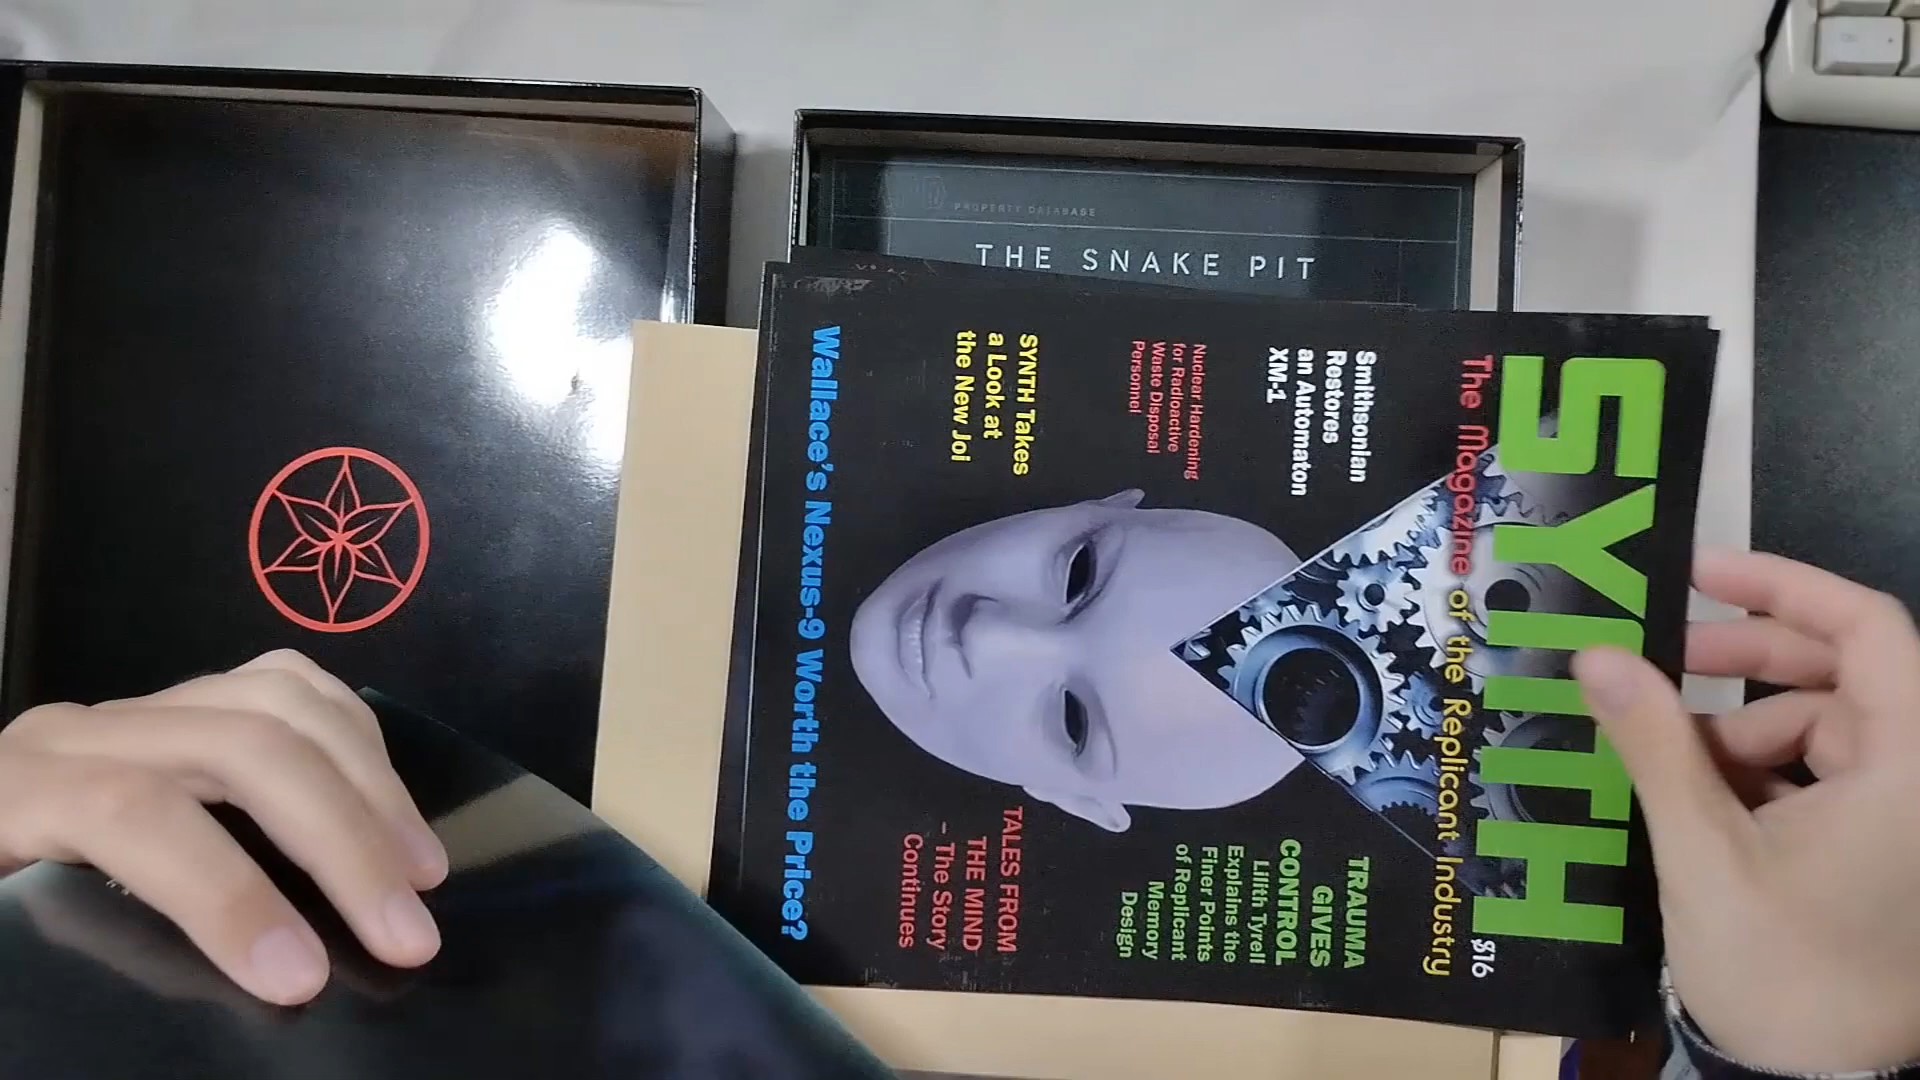 PROPERTY DATABASE
THE SNAKE PIT
SYNTH
$16
The Magazine of the Replicant Industry
Smithsonian
Restores
an Automaton
XM-1
Nuclear Hardening
for Radioactive
Waste Disposal
Personnel
SYNTH Takes
a Look at
the New Joi
TRAUMA
GIVES
CONTROL
Lilith Tyrell
Explains the
Finer Points
of Replicant
Memory
Design
TALES FROM
THE MIND
– The Story
Continues
Wallace's Nexus-9 Worth the Price?